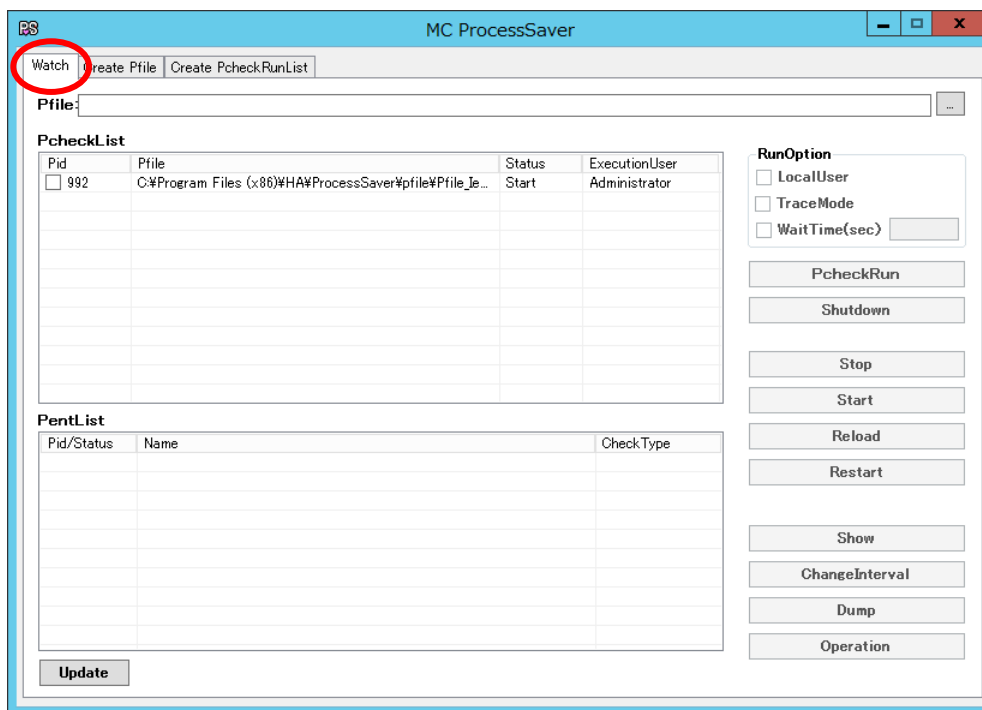 PS MC ProcessSaver
Watch Create Pfile Create PcheckRunList
Pfile: ...
PcheckList
Pid Pfile Status ExecutionUser
992 C:¥Program Files (x86)¥HA¥ProcessSaver¥pfile¥Pfile_Ie... Start Administrator
RunOption
LocalUser
TraceMode
WaitTime(sec)
PcheckRun
Shutdown
Stop
Start
Reload
Restart
PentList
Pid/Status Name CheckType
Show
ChangeInterval
Dump
Operation
Update